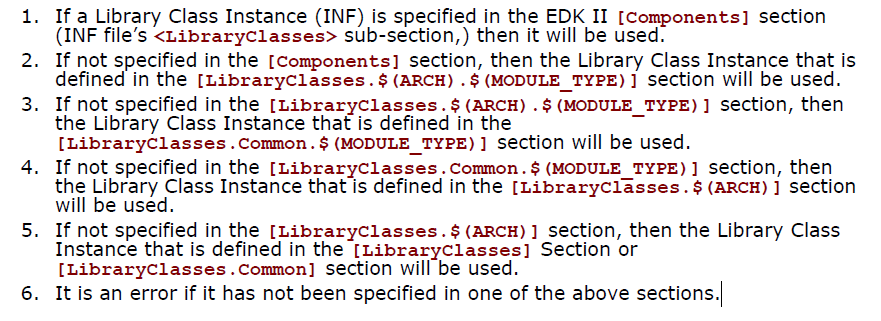 1. If a Library Class Instance (INF) is specified in the EDK II [Components] section
(INF file's <LibraryClasses> sub-section,) then it will be used.
2. If not specified in the [Components] section, then the Library Class Instance that is
defined in the [LibraryClasses.$(ARCH).$(MODULE_TYPE)] section will be used.
3. If not specified in the [LibraryClasses.$(ARCH).$(MODULE_TYPE)] section, then
the Library Class Instance that is defined in the
[LibraryClasses.Common.$(MODULE_TYPE)] section will be used.
4. If not specified in the [LibraryClasses.Common.$(MODULE_TYPE)] section, then
the Library Class Instance that is defined in the [LibraryClasses.$(ARCH)] section
will be used.
5. If not specified in the [LibraryClasses.$(ARCH)] section, then the Library Class
Instance that is defined in the [LibraryClasses] Section or
[LibraryClasses.Common] section will be used.
6. It is an error if it has not been specified in one of the above sections.